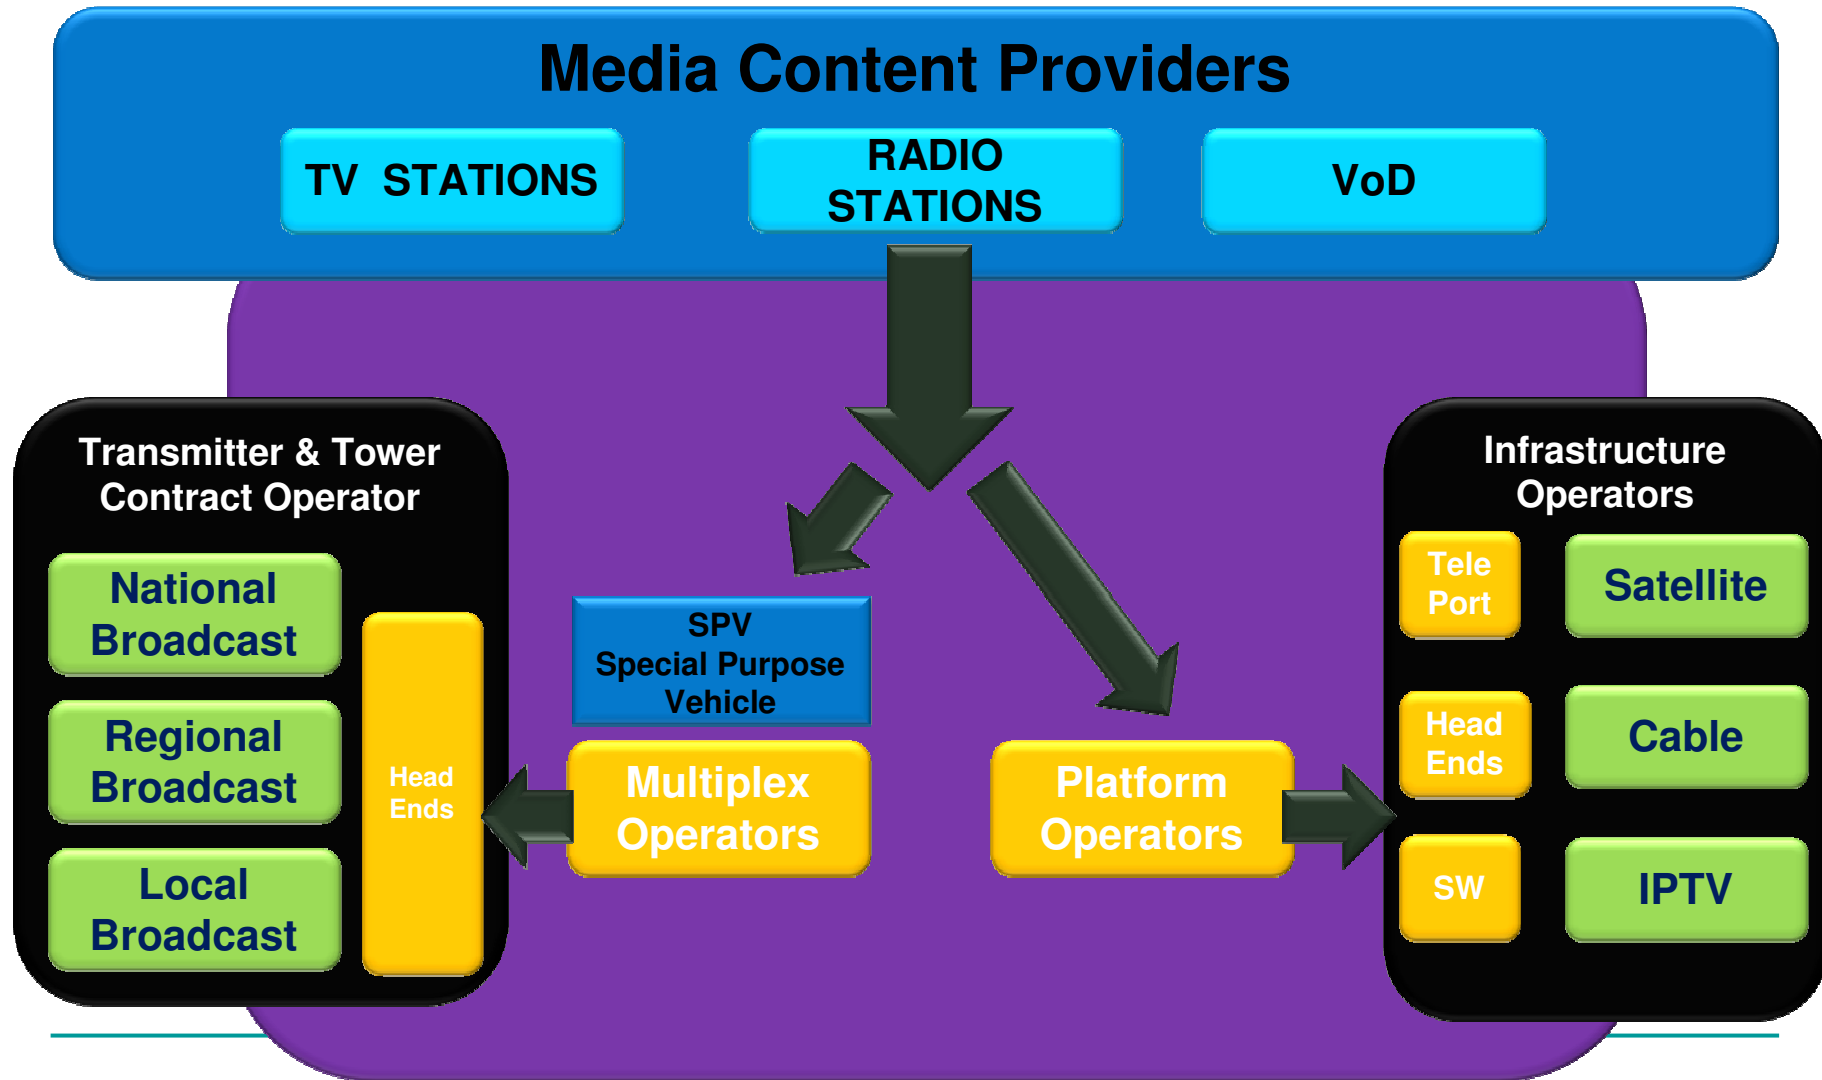 Media Content Providers
TV STATIONS
RADIO
STATIONS
VoD
Transmitter & Tower
Contract Operator
National
Broadcast
Regional
Broadcast
Local
Broadcast
Head
Ends
SPV
Special Purpose
Vehicle
Multiplex
Operators
Platform
Operators
Infrastructure
Operators
Tele
Port
Satellite
Head
Ends
Cable
SW
IPTV